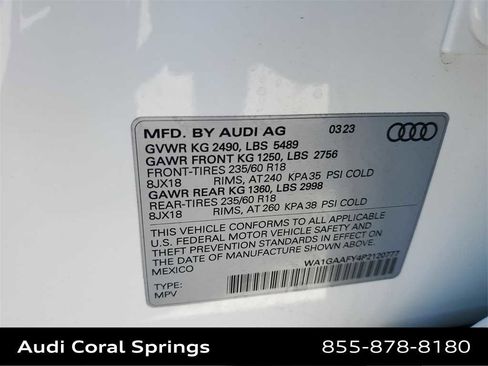 MFD. BY AUDI AG 03 23
GVWR KG 2490, LBS 5489
GAWR FRONT KG 1250, LBS 2756
FRONT-TIRES 235/60 R18
8JX18 RIMS, AT 240 KPA 35 PSI COLD
GAWR REAR KG 1360, LBS 2998
REAR-TIRES 235/60 R18
8JX18 RIMS, AT 260 KPA 38 PSI COLD
THIS VEHICLE CONFORMS TO ALL APPLICABLE
U.S. FEDERAL MOTOR VEHICLE SAFETY AND
THEFT PREVENTION STANDARDS IN EFFECT ON
THE DATE OF MANUFACTURE SHOWN ABOVE.
MEXICO
WA1GAAFY4P2120777
TYPE:
MPV
Audi Coral Springs 855-878-8180